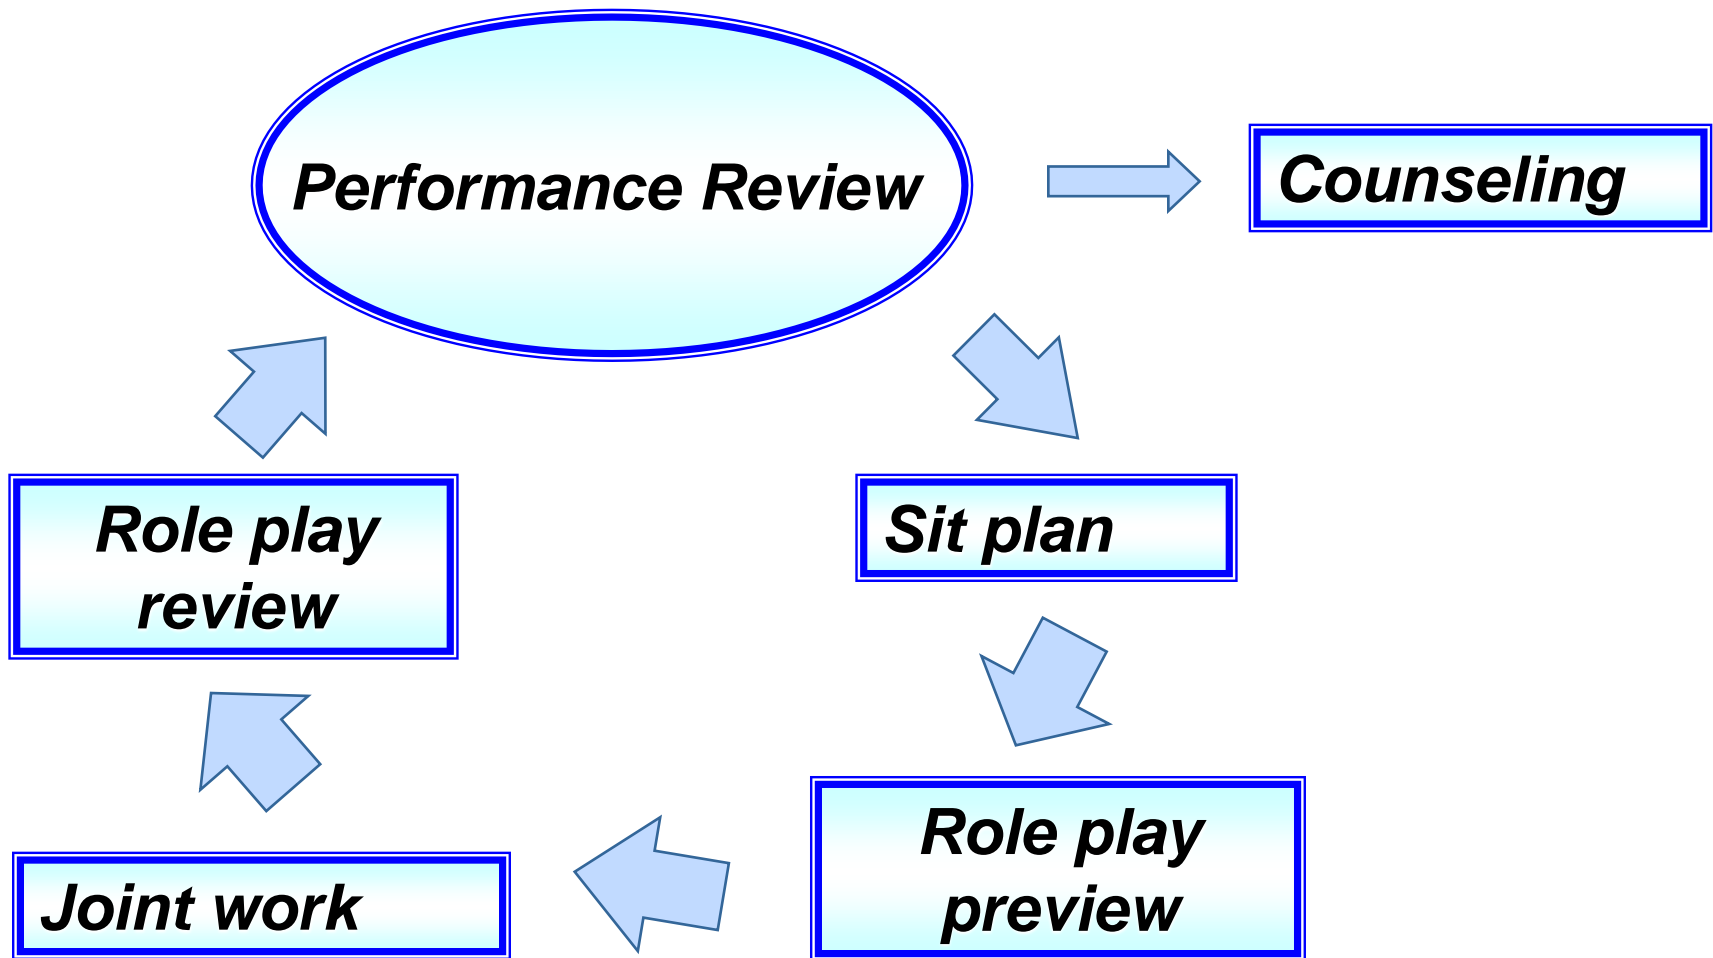 Performance Review
Counseling
Sit plan
Role play
preview
Joint work
Role play
review